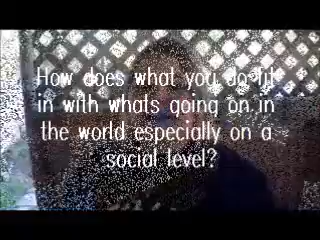 How does what you do fit
in with whats going on in
the world especially on a
social level?